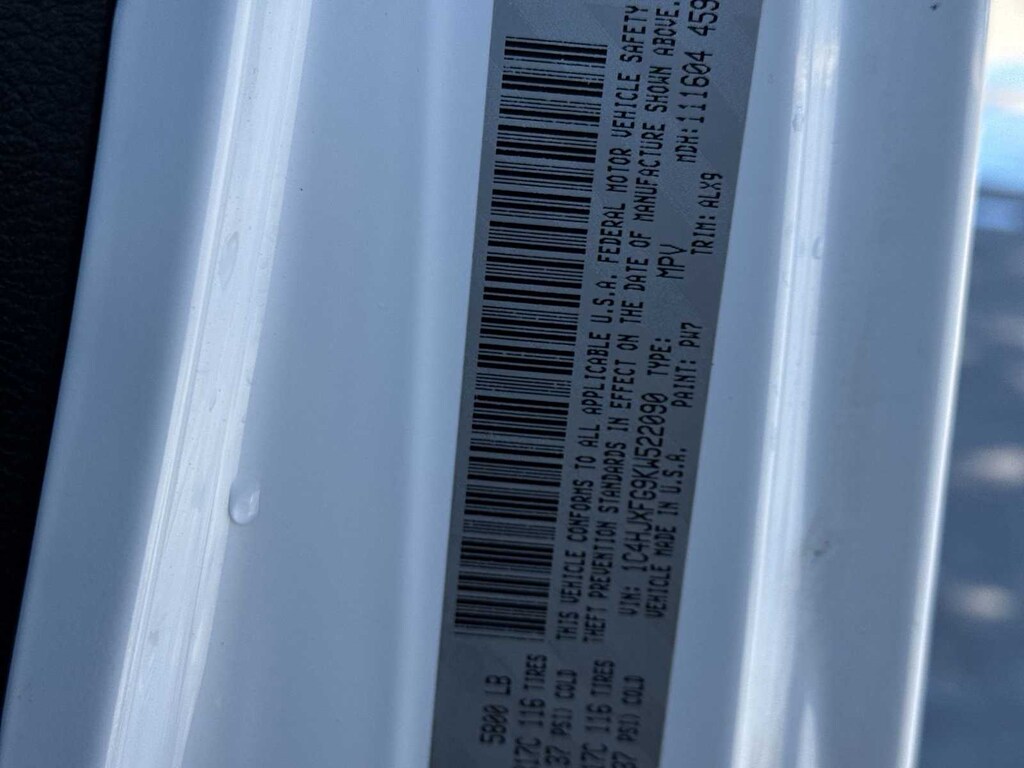 5800 LB
17C 116 TIRES
37 PSI) COLD
17C 116 TIRES
37 PSI) COLD
THIS VEHICLE CONFORMS TO ALL APPLICABLE U.S.A. FEDERAL MOTOR VEHICLE SAFETY
THEFT PREVENTION STANDARDS IN EFFECT ON THE DATE OF MANUFACTURE SHOWN ABOVE.
VIN: 1C4HJXFG9KW522090 TYPE: MPV MDH: 111604 459
VEHICLE MADE IN U.S.A. PAINT: PW7 TRIM: ALX9